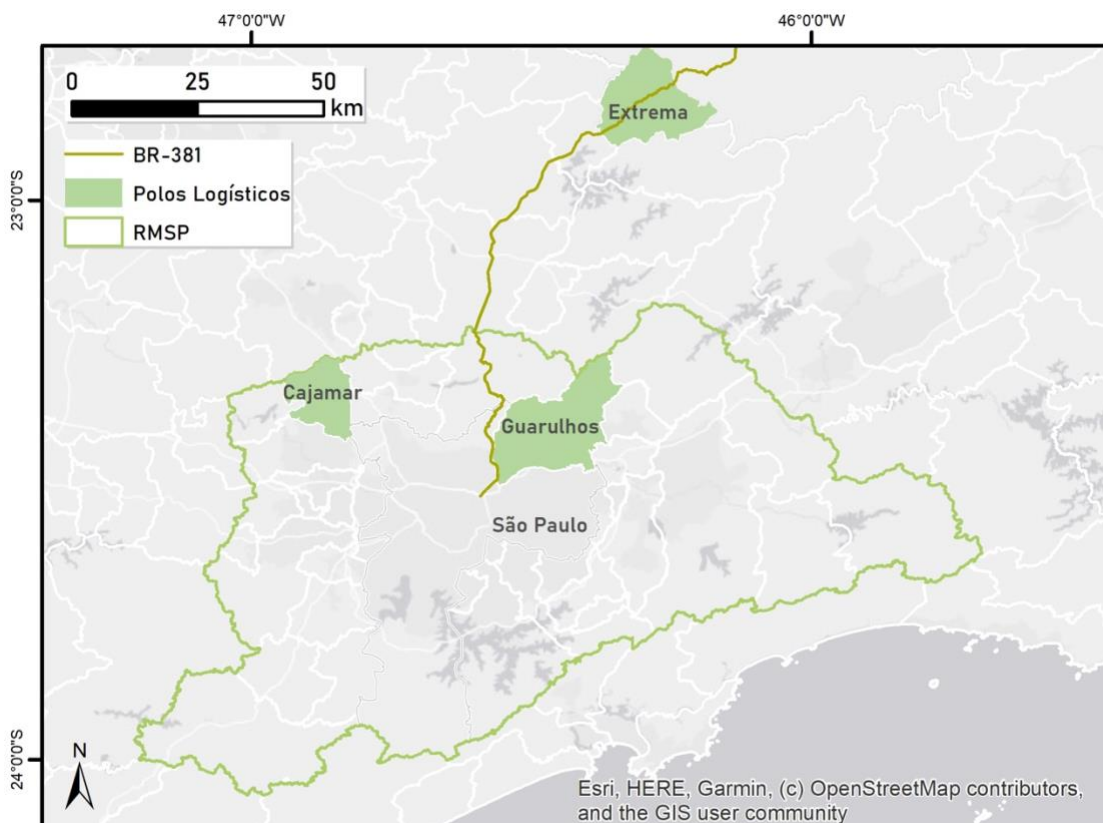 47°0'0"W
46°0'0"W
0 25 50
km
BR-381
Polos Logísticos
RMSP
Extrema
23°0'0"S
Cajamar
Guarulhos
São Paulo
24°0'0"S
N
Esri, HERE, Garmin, (c) OpenStreetMap contributors,
and the GIS user community